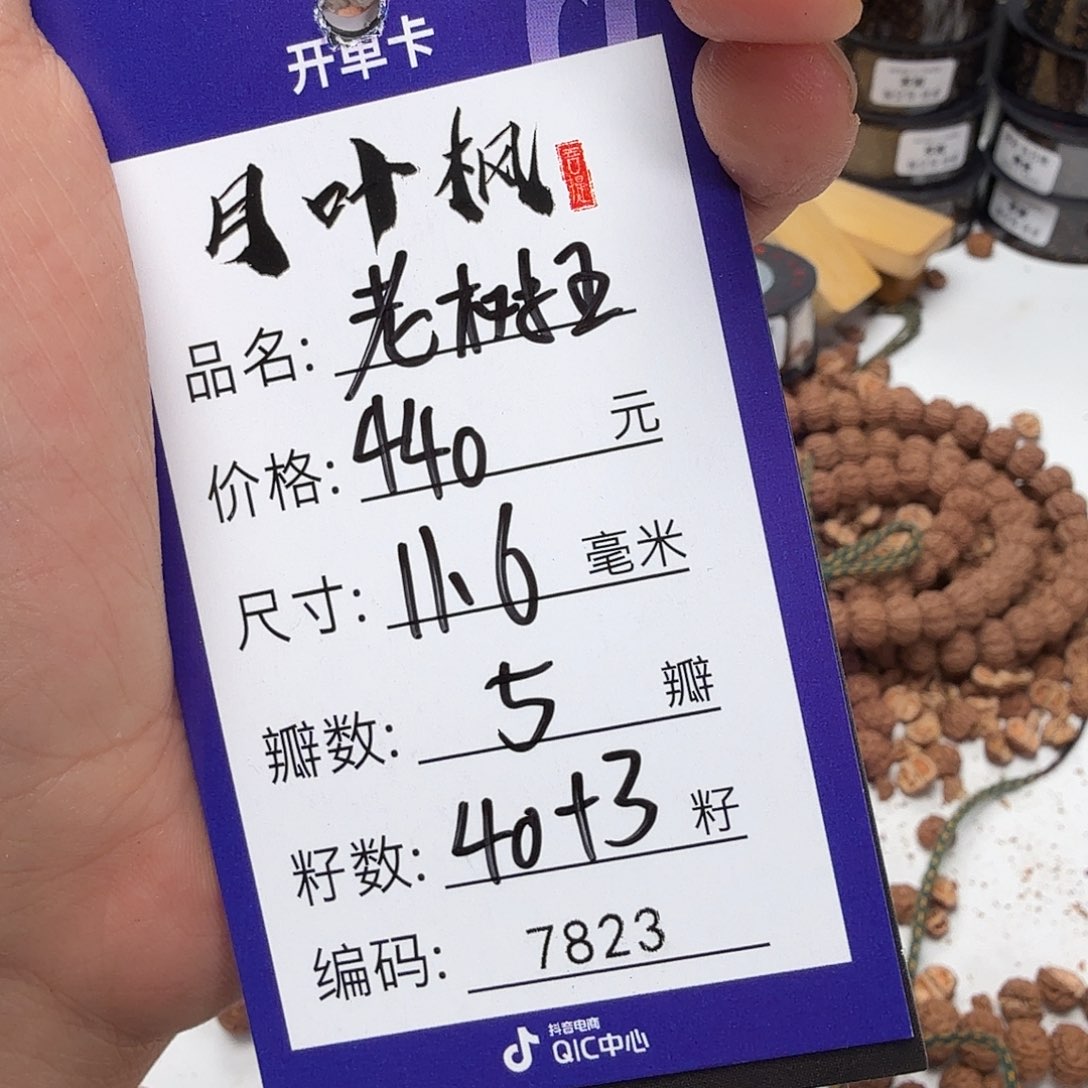 开单卡
月叶枫 菩提
品名: 老树王
价格: 440 元
尺寸: 11.6 毫米
瓣数: 5 瓣
籽数: 40+3 籽
编码: 7823
抖音电商
QIC中心